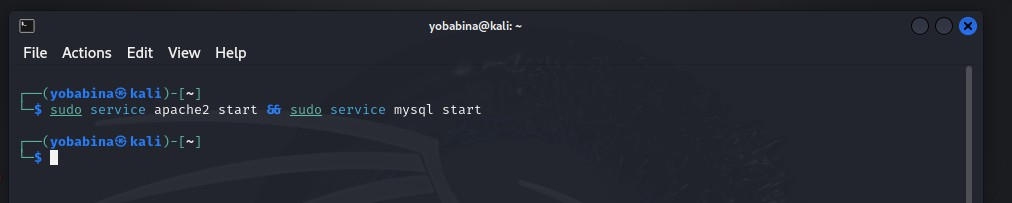 yobabina@kali: ~
File Actions Edit View Help
┌──(yobabina㉿kali)-[~]
└─$ sudo service apache2 start && sudo service mysql start
┌──(yobabina㉿kali)-[~]
└─$